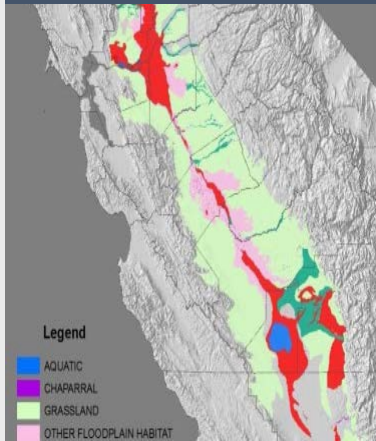 Legend
AQUATIC
CHAPARRAL
GRASSLAND
OTHER FLOODPLAIN HABITAT